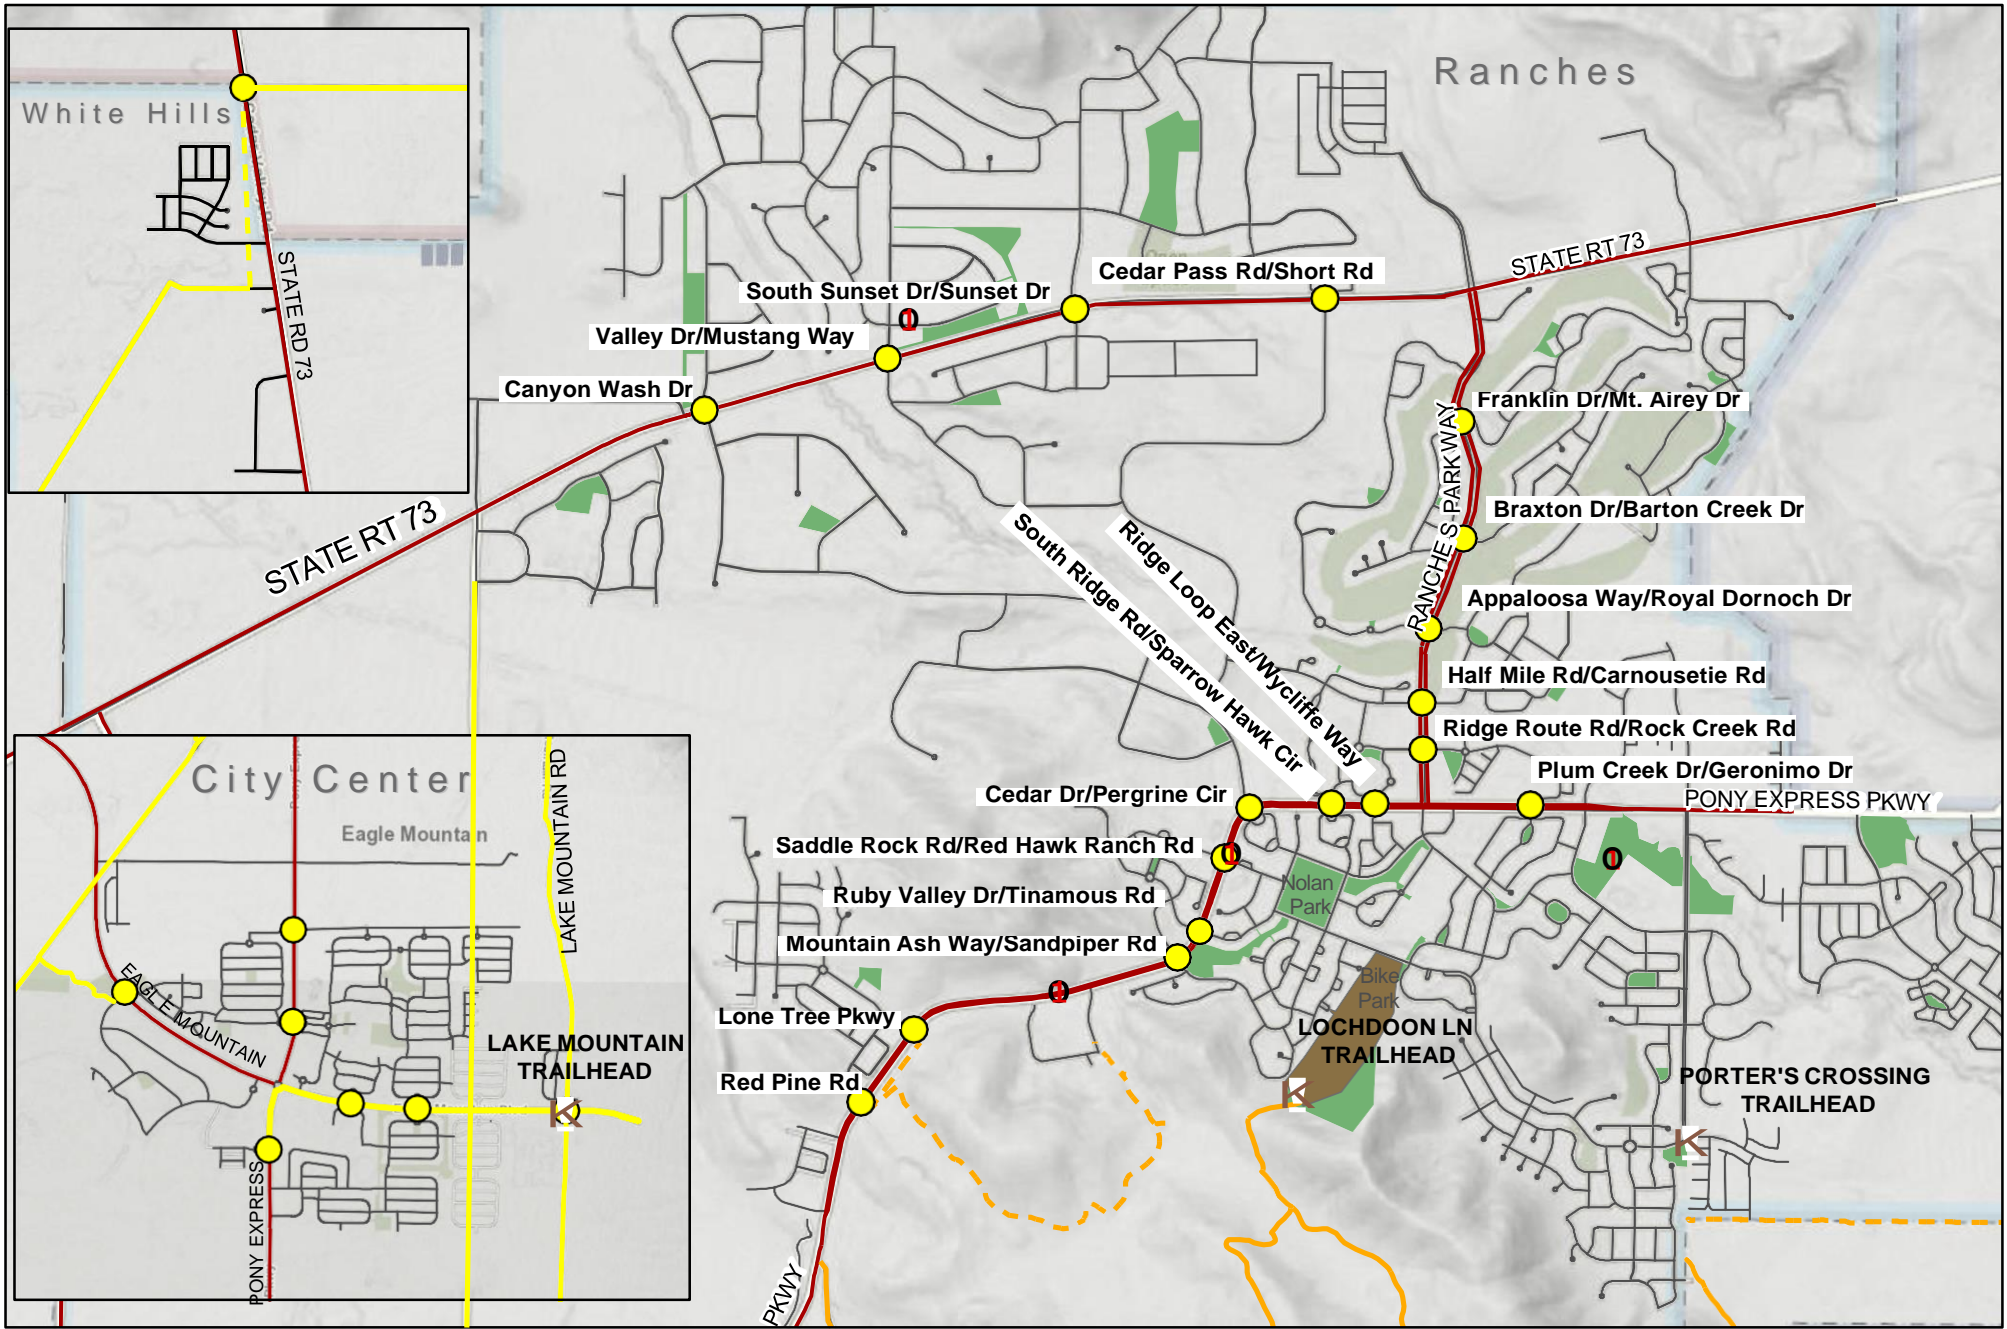 White Hills
STATE RD 73
Ranches
STATE RT 73
Cedar Pass Rd/Short Rd
South Sunset Dr/Sunset Dr
Valley Dr/Mustang Way
Canyon Wash Dr
STATE RT 73
Franklin Dr/Mt. Airey Dr
RANCHES PARKWAY
Braxton Dr/Barton Creek Dr
Ridge Loop East/Wycliffe Way
South Ridge Rd/Sparrow Hawk Cir
Appaloosa Way/Royal Dornoch Dr
Half Mile Rd/Carnousetie Rd
Ridge Route Rd/Rock Creek Rd
Plum Creek Dr/Geronimo Dr
PONY EXPRESS PKWY
Cedar Dr/Pergrine Cir
Saddle Rock Rd/Red Hawk Ranch Rd
Nolan
Park
Ruby Valley Dr/Tinamous Rd
Mountain Ash Way/Sandpiper Rd
Bike
Park
Lone Tree Pkwy
LOCHDOON LN
TRAILHEAD
Red Pine Rd
PORTER'S CROSSING
TRAILHEAD
PKWY
City Center
Eagle Mountain
LAKE MOUNTAIN RD
EAGLE MOUNTAIN
LAKE MOUNTAIN
TRAILHEAD
PONY EXPRESS